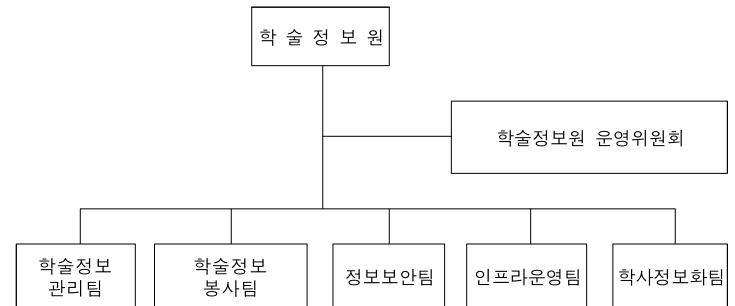 학 술 정 보 원
학술정보원 운영위원회
학술정보
관리팀
학술정보
봉사팀
정보보안팀
인프라운영팀
학사정보화팀